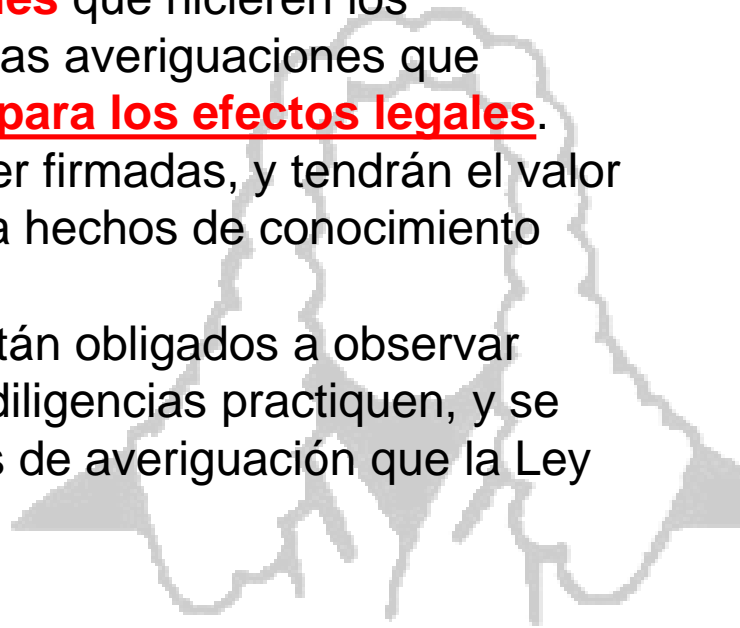 es que hicieren los
as averiguaciones que
para los efectos legales.
er firmadas, y tendrán el valor
a hechos de conocimiento
tán obligados a observar
diligencias practiquen, y se
s de averiguación que la Ley